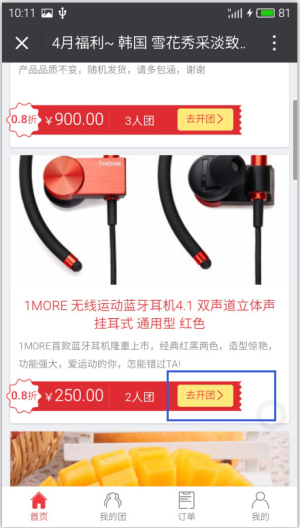 10:11 81
4月福利~ 韩国 雪花秀采淡致..
产品品质不变，随机发货，请多包涵，谢谢
0.8折 ￥900.00 3人团 去开团>
1MORE
1MORE 无线运动蓝牙耳机4.1 双声道立体声
挂耳式 通用型 红色
1MORE首款蓝牙耳机隆重上市，经典红黑两色，造型惊艳，
功能强大，爱运动的你，怎能错过TA!
0.8折 ￥250.00 2人团 去开团>
首页 我的团 订单 我的